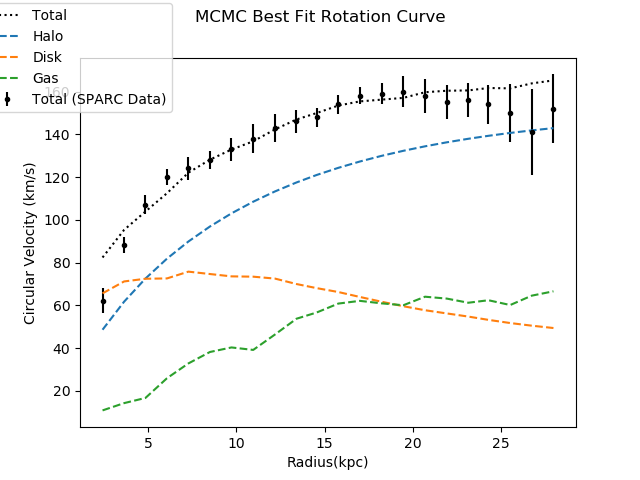 MCMC Best Fit Rotation Curve
Total
Halo
Disk
Gas
Total (SPARC Data)
160
140
120
100
80
60
40
20
Circular Velocity (km/s)
5
10
15
20
25
Radius(kpc)